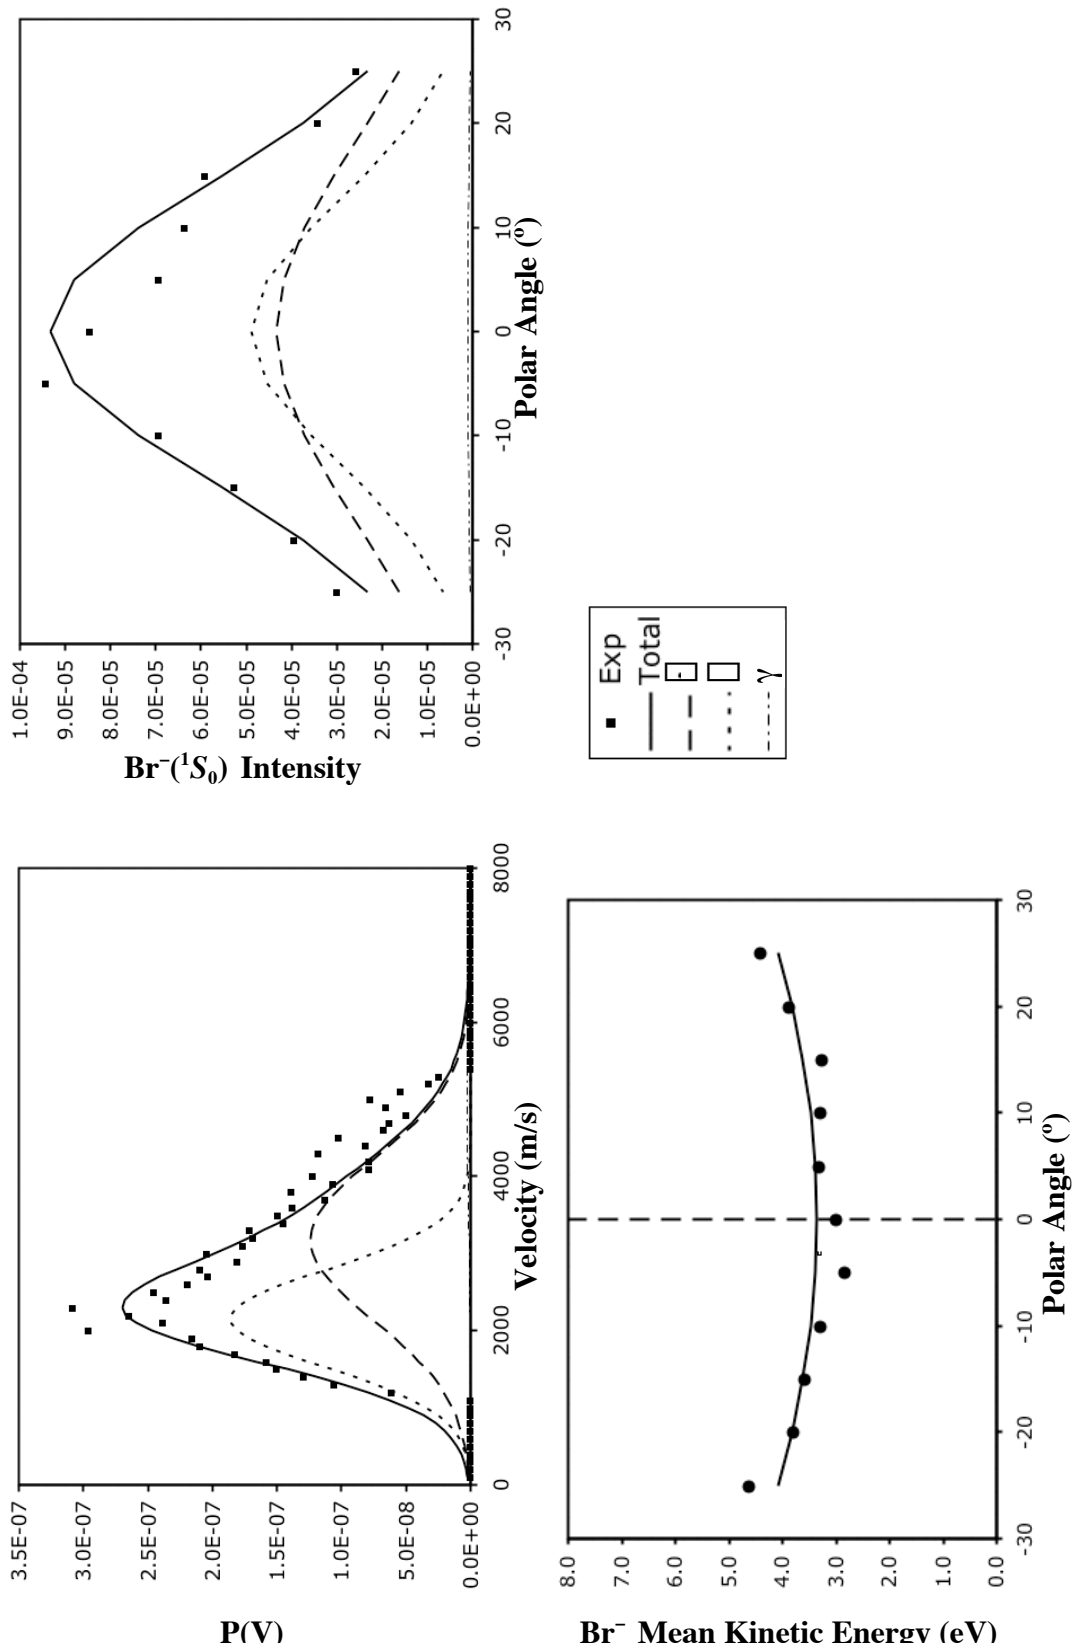 1.0E-04
9.0E-05
8.0E-05
7.0E-05
6.0E-05
5.0E-05
4.0E-05
3.0E-05
2.0E-05
1.0E-05
0.0E+00
-30
-20
-10
0
10
20
30
Br⁻(¹S₀) Intensity
Polar Angle (º)
Exp
Total
γ
3.5E-07
3.0E-07
2.5E-07
2.0E-07
1.5E-07
1.0E-07
5.0E-08
0.0E+00
0
2000
4000
6000
8000
P(V)
Velocity (m/s)
8.0
7.0
6.0
5.0
4.0
3.0
2.0
1.0
0.0
-30
-20
-10
0
10
20
30
Br⁻ Mean Kinetic Energy (eV)
Polar Angle (º)